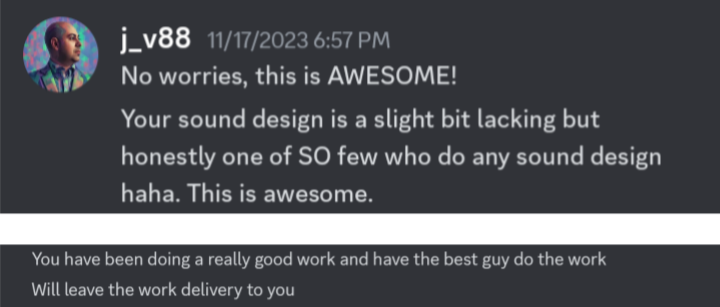 j_v88 11/17/2023 6:57 PM
No worries, this is AWESOME!
Your sound design is a slight bit lacking but
honestly one of SO few who do any sound design
haha. This is awesome.
You have been doing a really good work and have the best guy do the work
Will leave the work delivery to you